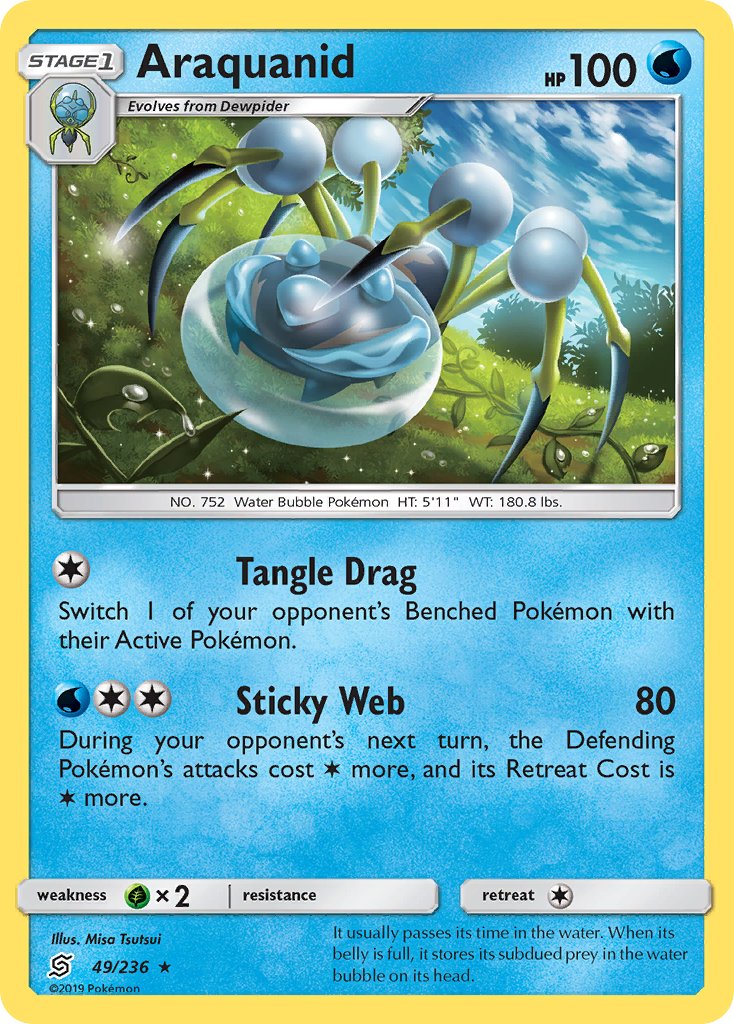 STAGE1
Araquanid
HP100
Evolves from Dewpider
NO. 752 Water Bubble Pokémon HT: 5'11" WT: 180.8 lbs.
Tangle Drag
Switch 1 of your opponent's Benched Pokémon with
their Active Pokémon.
Sticky Web 80
During your opponent's next turn, the Defending
Pokémon's attacks cost more, and its Retreat Cost is
more.
weakness ×2 resistance retreat
Illus. Misa Tsutsui
49/236 ★
©2019 Pokémon
It usually passes its time in the water. When its
belly is full, it stores its subdued prey in the water
bubble on its head.